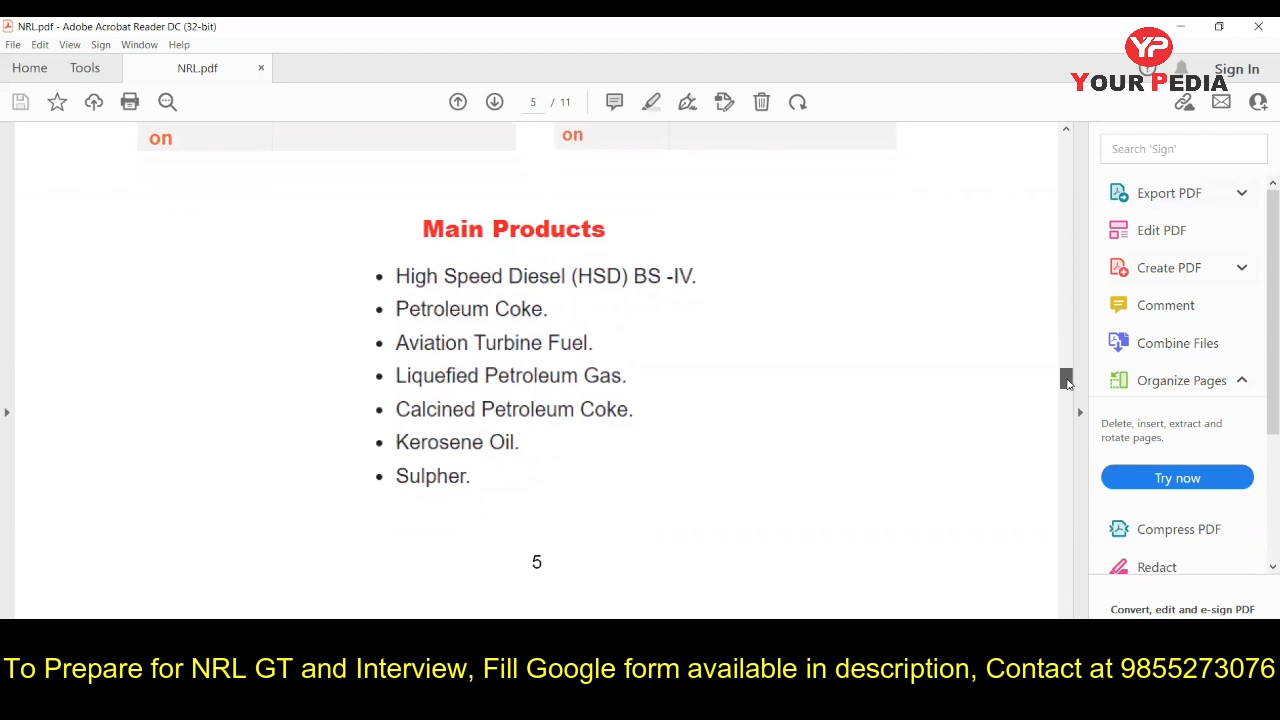 NRL.pdf - Adobe Acrobat Reader DC (32-bit)
File Edit View Sign Window Help
Home Tools NRL.pdf × Sign In
YP
YOUR PEDIA
5 / 11
on on
Search 'Sign'
Main Products
• High Speed Diesel (HSD) BS -IV.
• Petroleum Coke.
• Aviation Turbine Fuel.
• Liquefied Petroleum Gas.
• Calcined Petroleum Coke.
• Kerosene Oil.
• Sulpher.
5
Export PDF
Edit PDF
Create PDF
Comment
Combine Files
Organize Pages
Delete, insert, extract and
rotate pages.
Try now
Compress PDF
Redact
Convert, edit and e-sign PDF
To Prepare for NRL GT and Interview, Fill Google form available in description, Contact at 9855273076